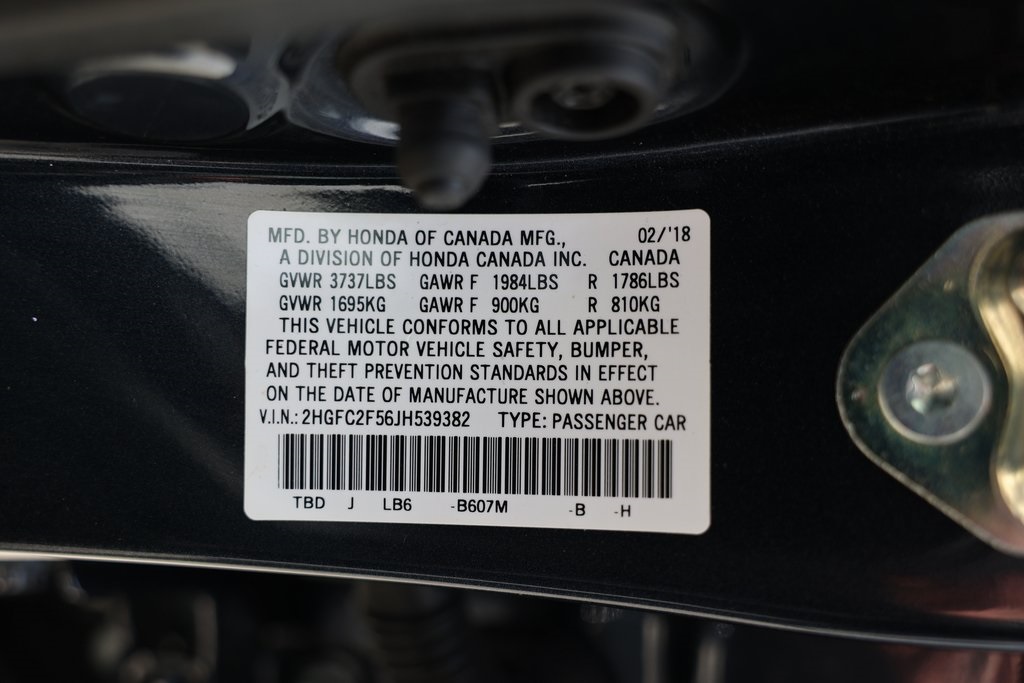 MFD. BY HONDA OF CANADA MFG., 02/'18
A DIVISION OF HONDA CANADA INC. CANADA
GVWR 3737LBS GAWR F 1984LBS R 1786LBS
GVWR 1695KG GAWR F 900KG R 810KG
THIS VEHICLE CONFORMS TO ALL APPLICABLE
FEDERAL MOTOR VEHICLE SAFETY, BUMPER,
AND THEFT PREVENTION STANDARDS IN EFFECT
ON THE DATE OF MANUFACTURE SHOWN ABOVE.
V.I.N.: 2HGFC2F56JH539382 TYPE: PASSENGER CAR
TBD J LB6 -B607M -B -H